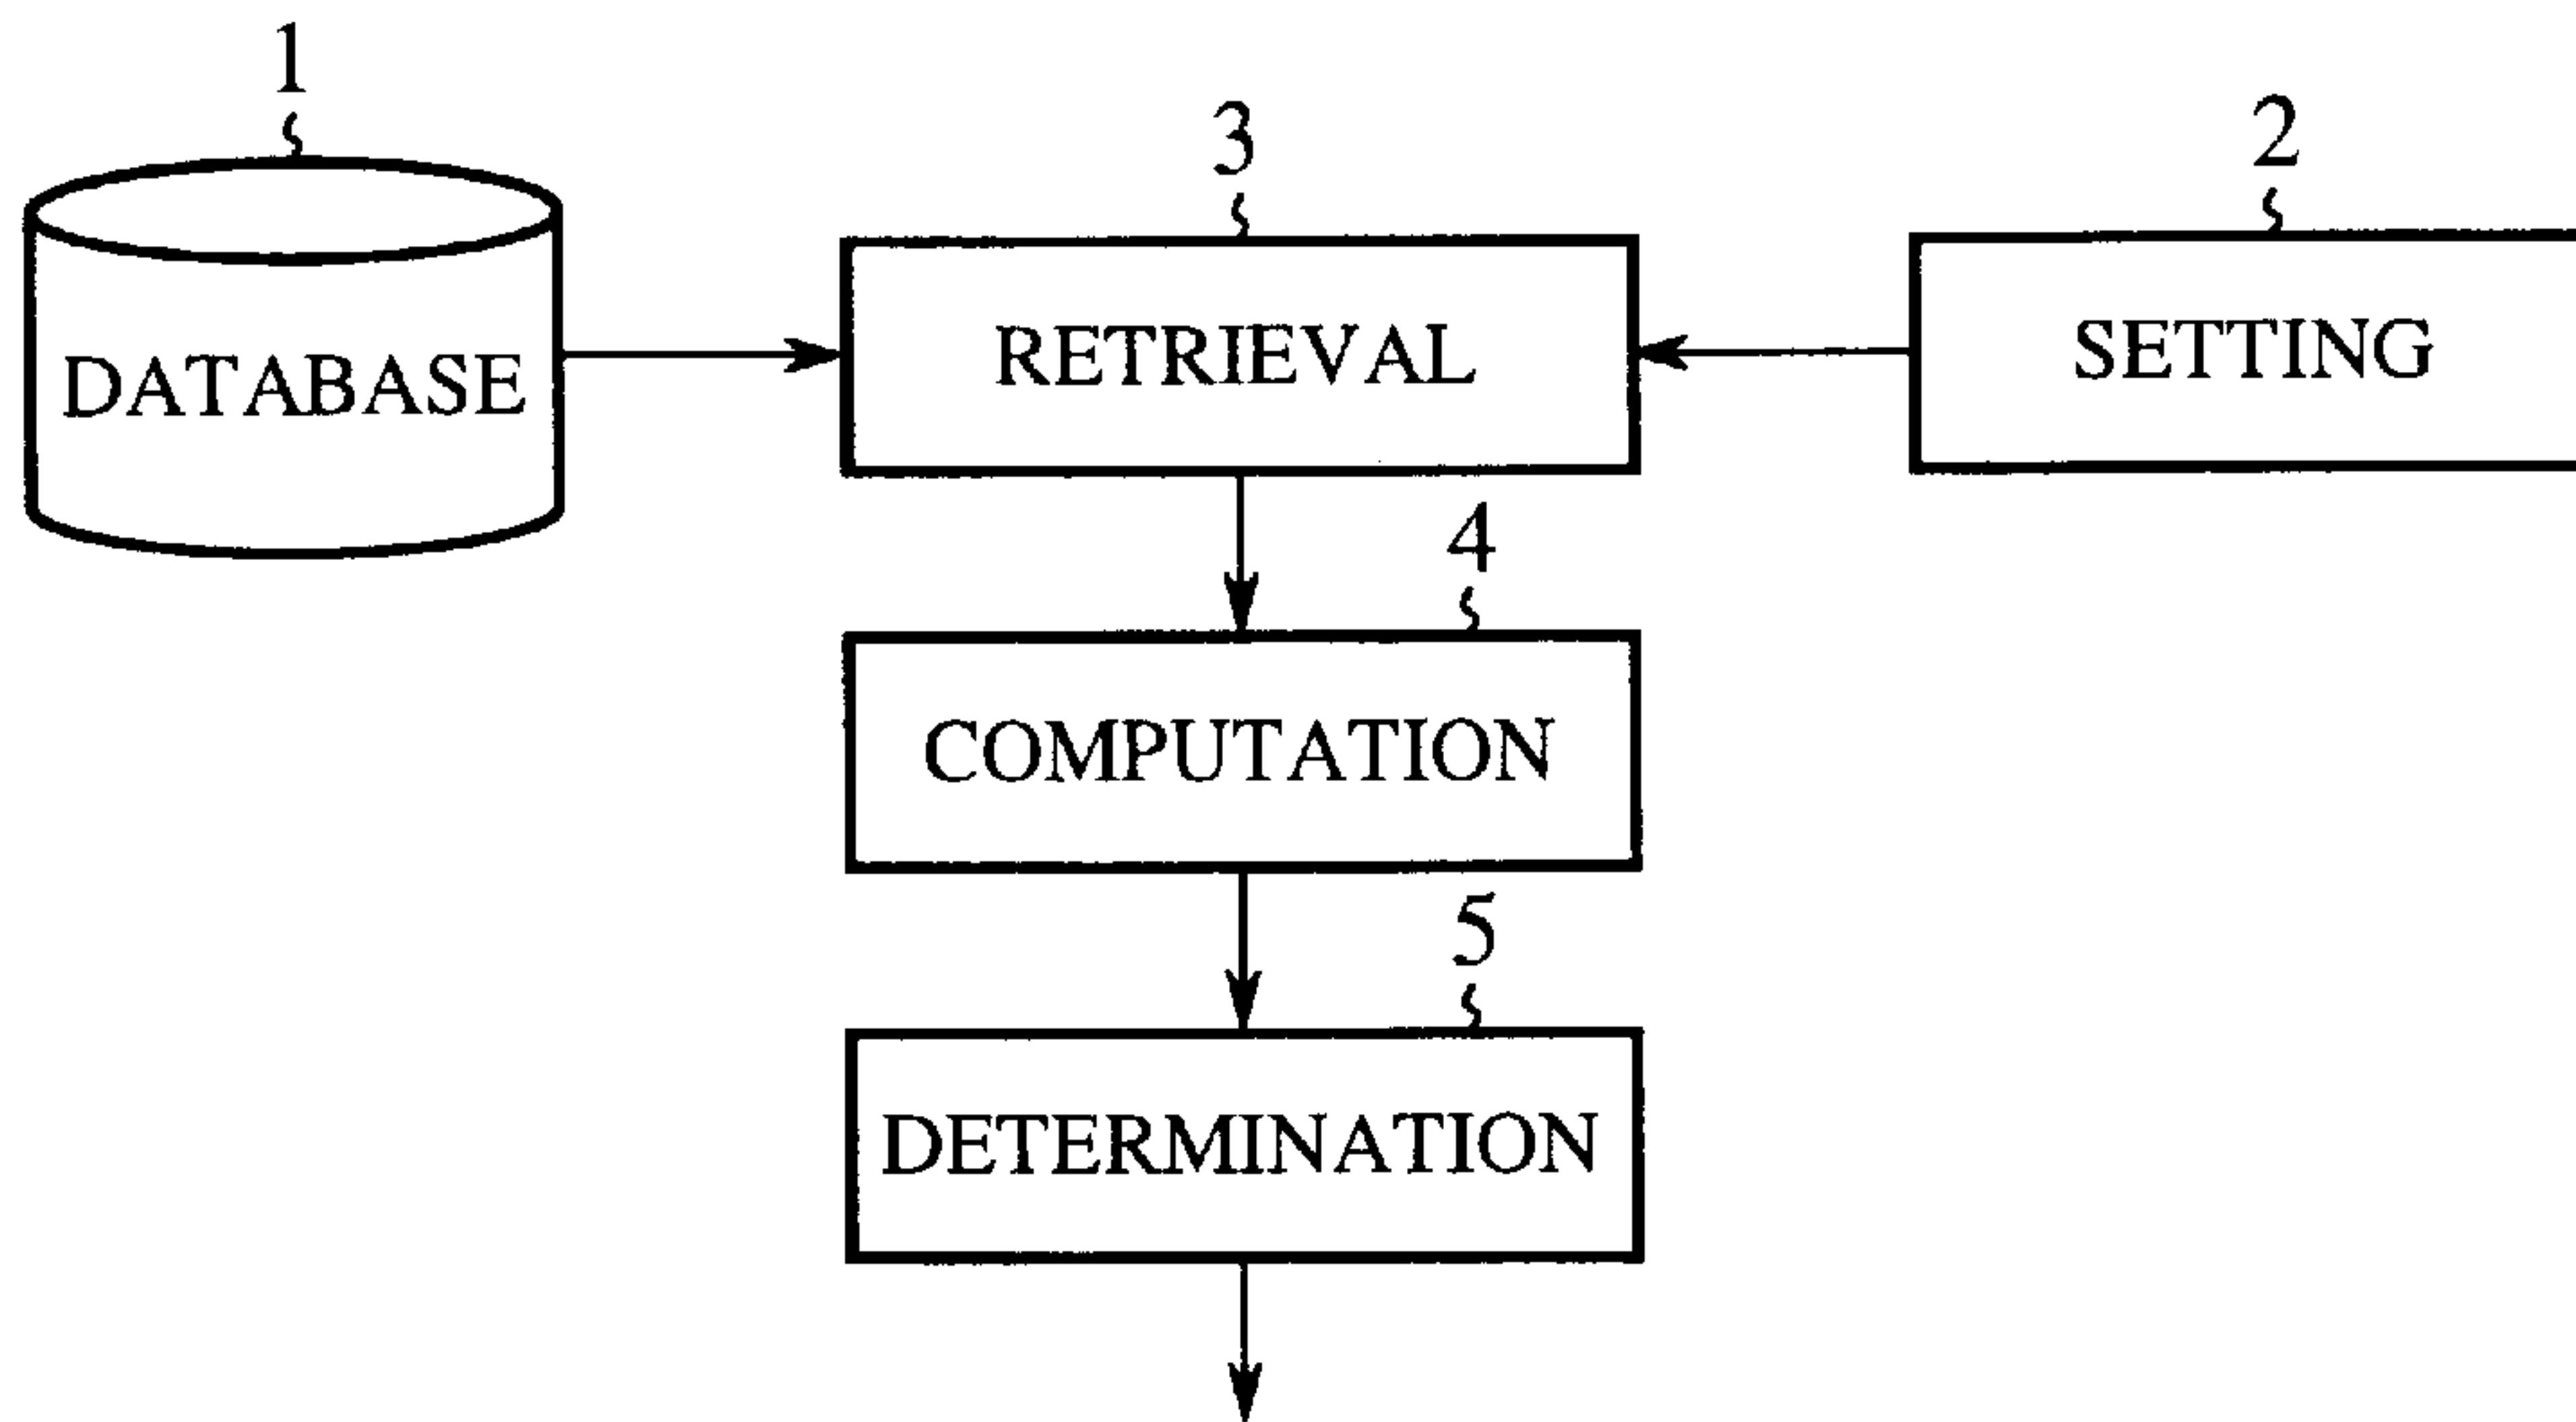 1
3
2
DATABASE
RETRIEVAL
SETTING
4
COMPUTATION
5
DETERMINATION